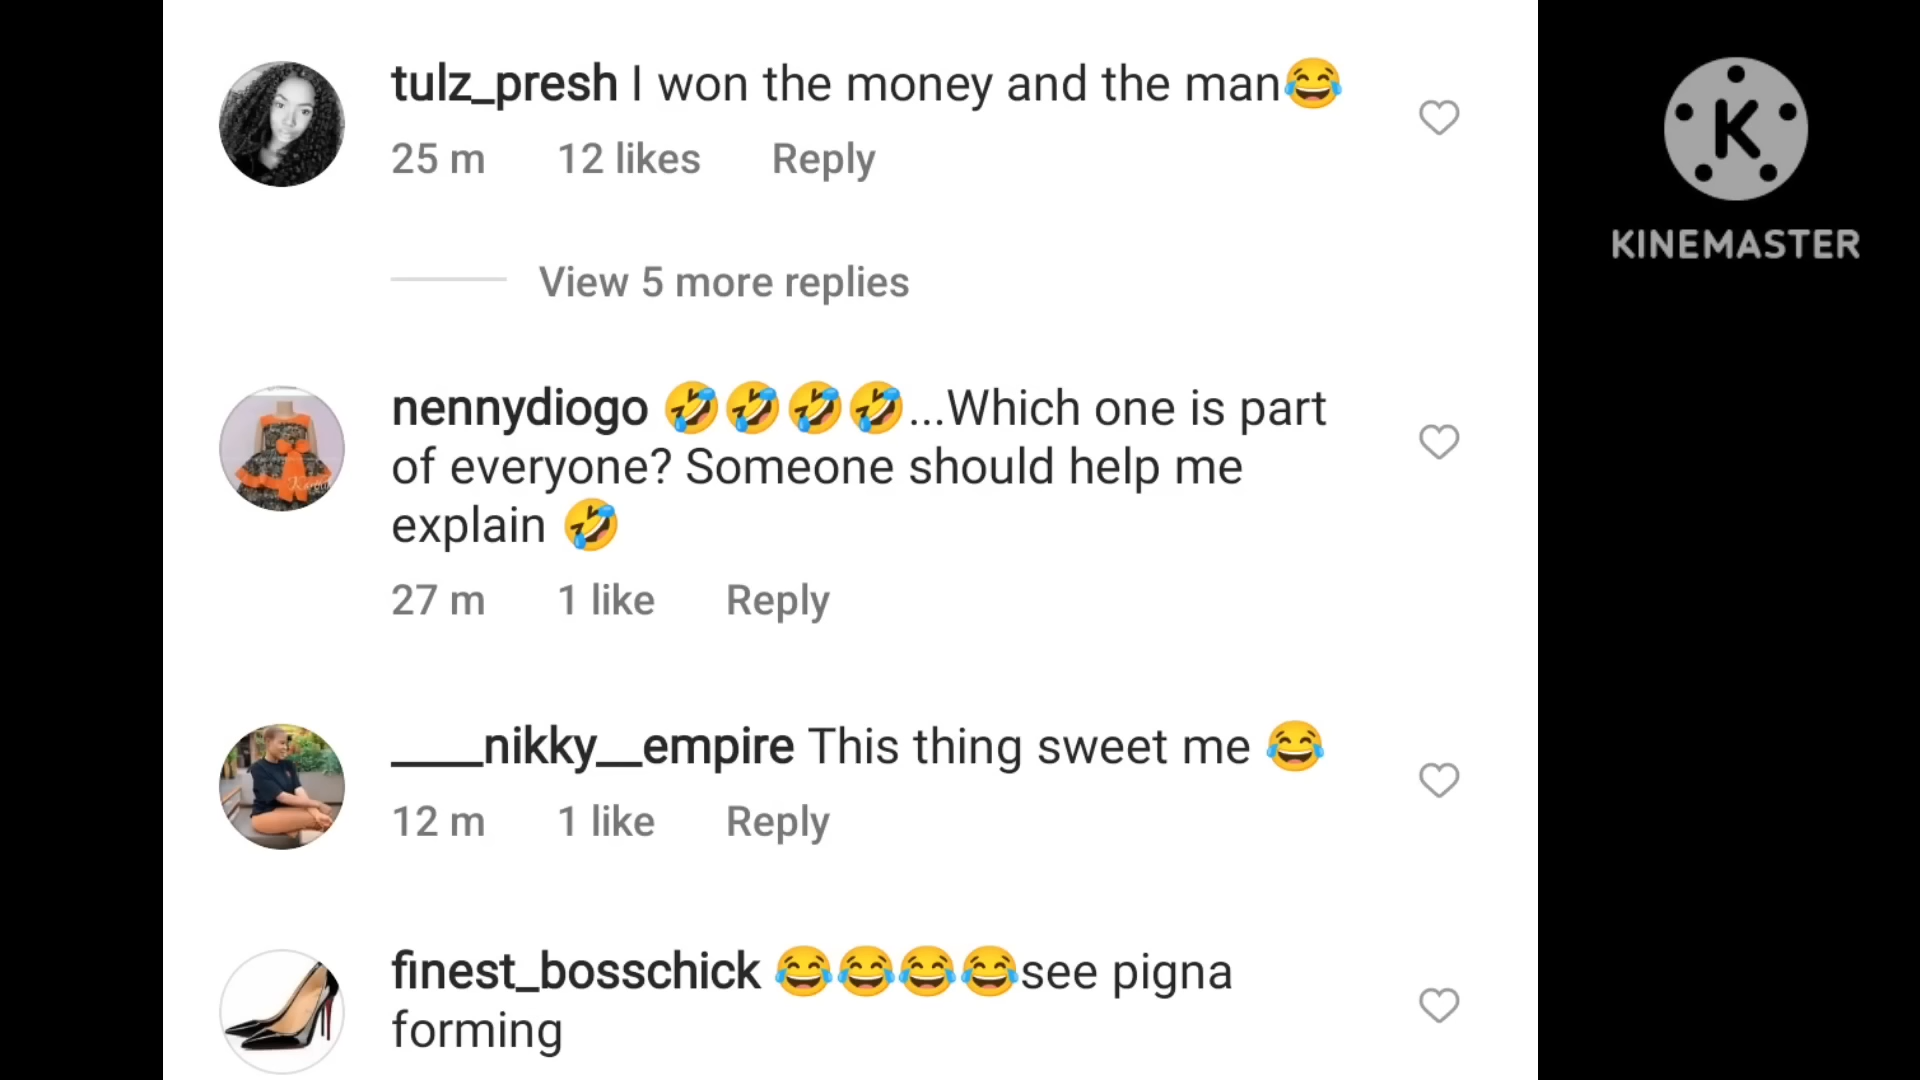 tulz_presh I won the money and the man😂
25 m 12 likes Reply
View 5 more replies
nennydiogo 🤣🤣🤣🤣...Which one is part
of everyone? Someone should help me
explain 🤣
27 m 1 like Reply
____nikky__empire This thing sweet me 😂
12 m 1 like Reply
finest_bosschick 😂😂😂😂see pigna
forming
K
KINEMASTER